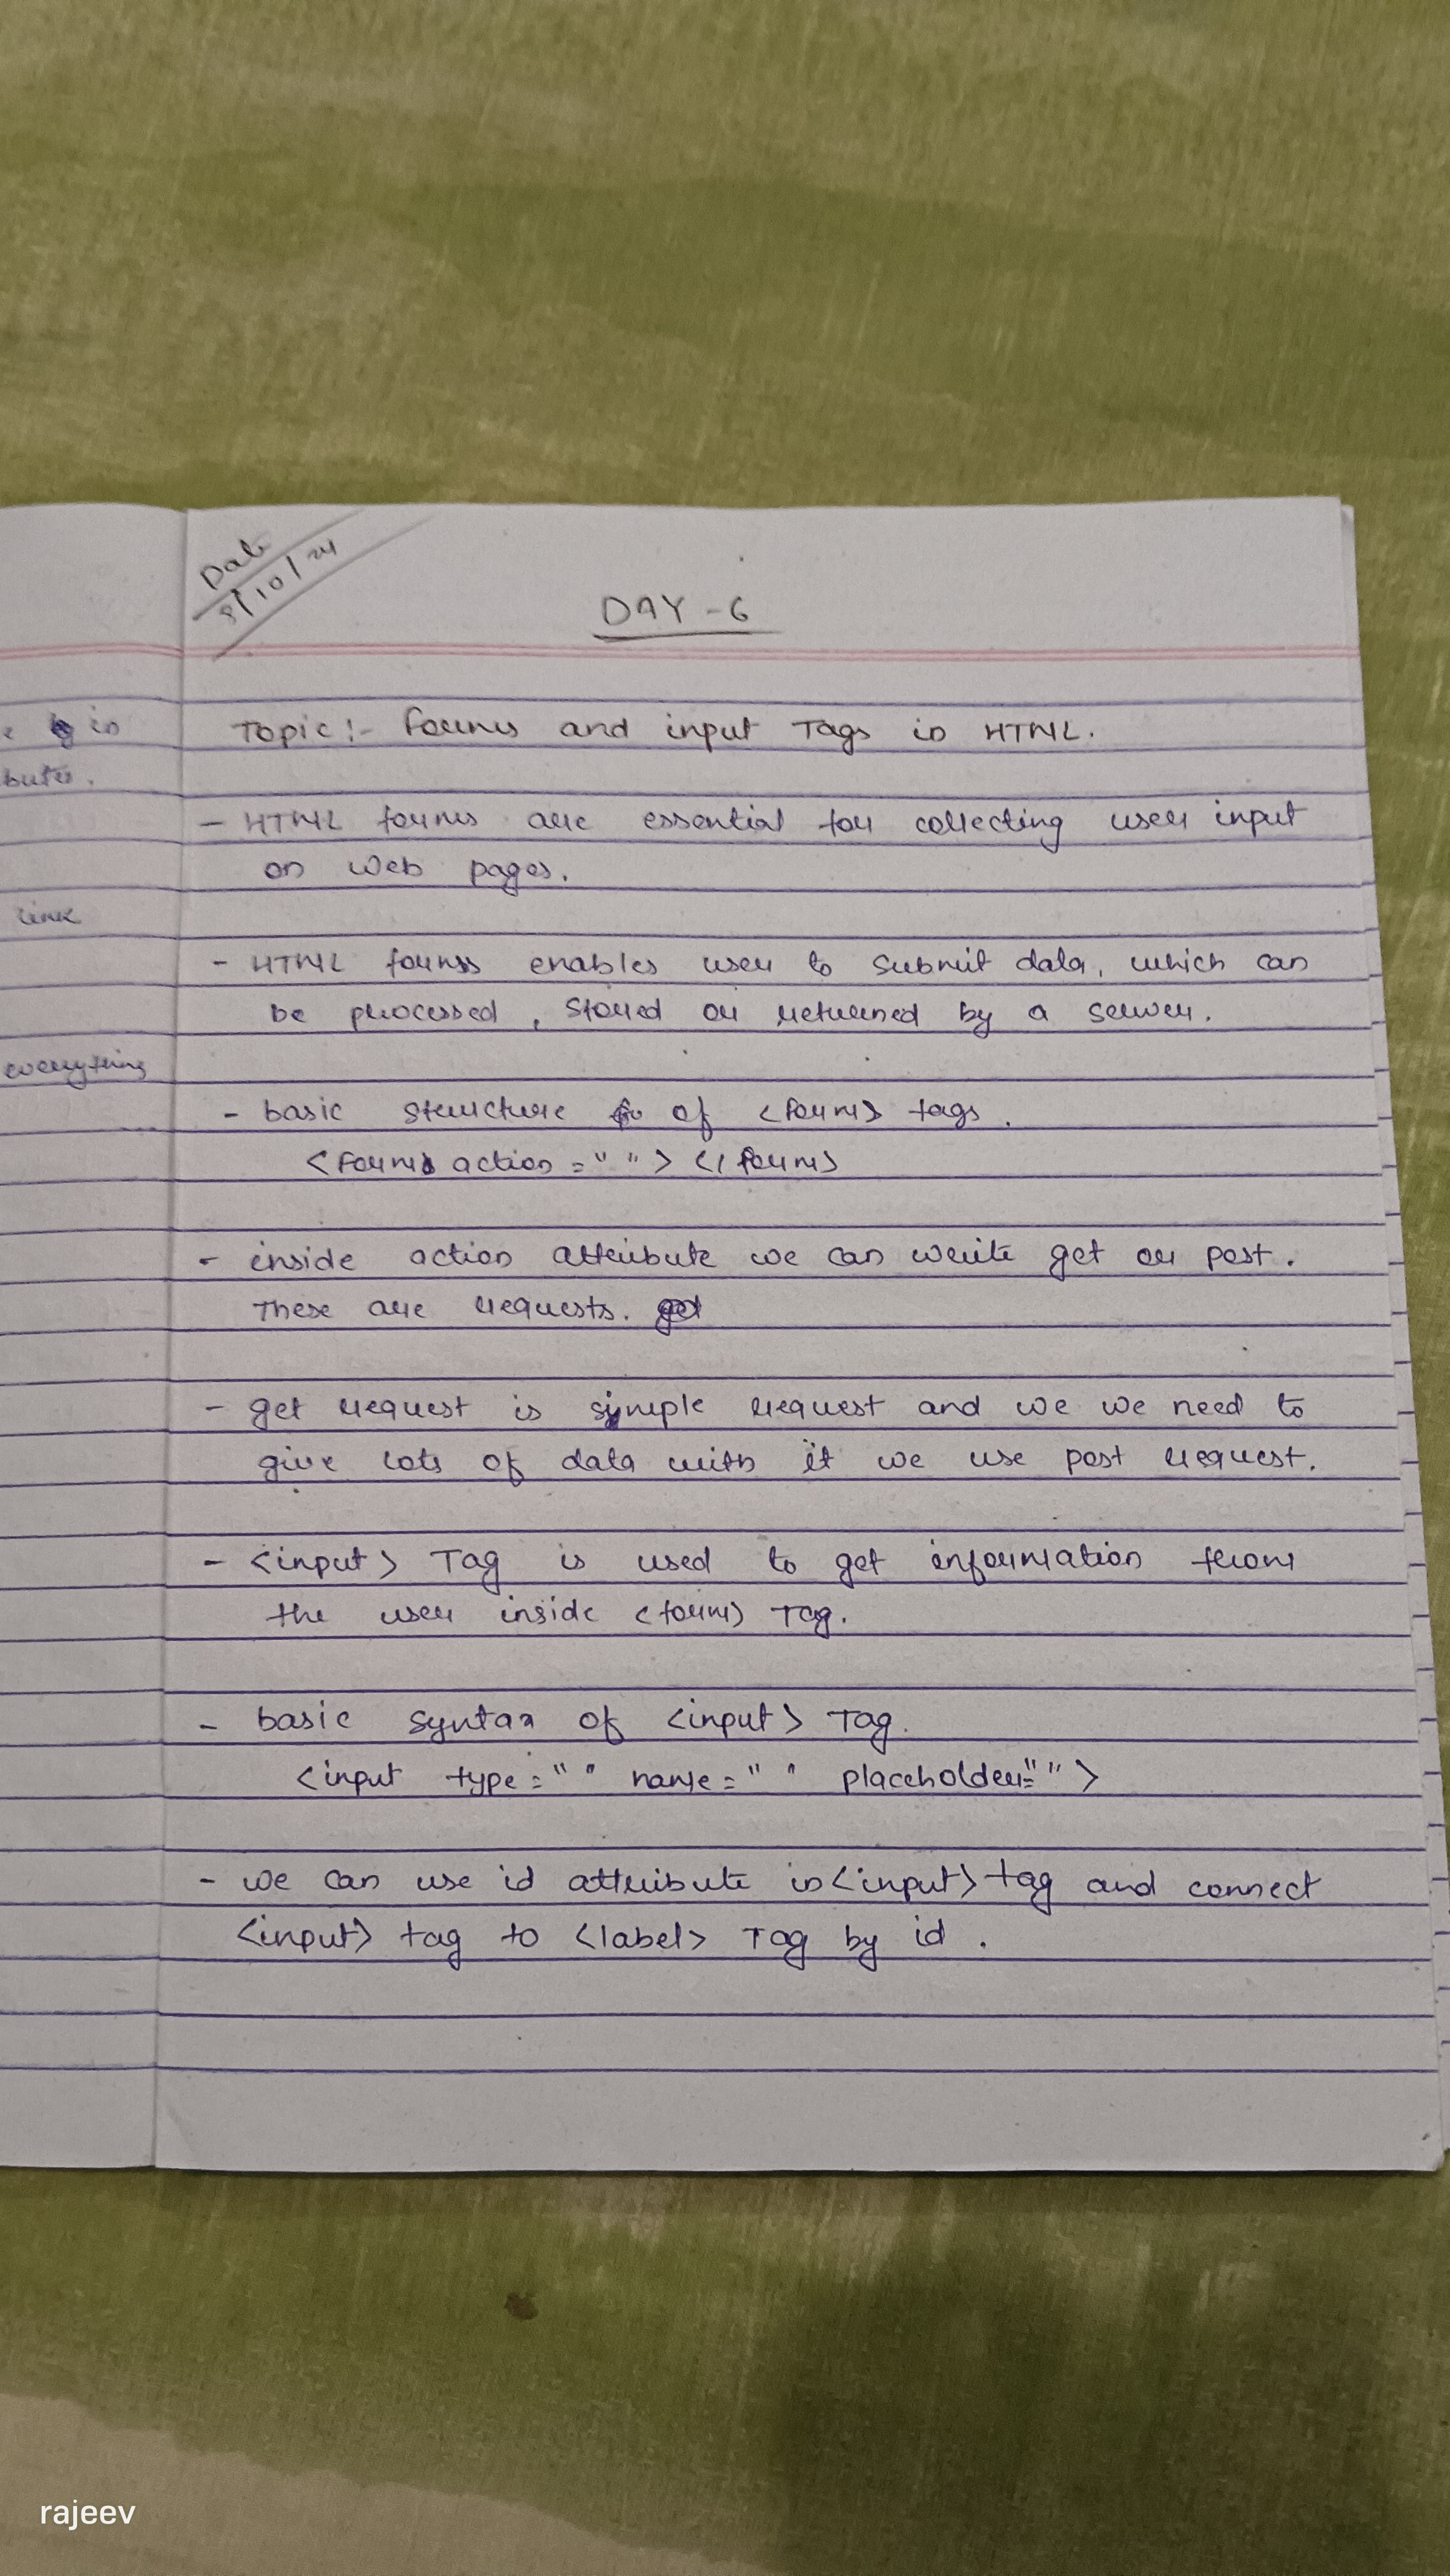 Date
8/10/24
DAY - 6
Topic :- forms and input Tags in HTML.
- HTML forms are essential for collecting user input
on web pages.
- HTML forms enables user to submit data, which can
be processed, stored or returned by a server.
- basic structure of <form> tags.
<form action = " " > </form>
- inside action attribute we can write get or post.
These are requests.
- get request is simple request and we we need to
give lots of data with it we use post request.
- <input> Tag is used to get information from
the user inside <form> Tag.
- basic syntax of <input> Tag.
<input type = " " name = " " placeholder = " " >
- we can use id attribute in <input> tag and connect
<input> tag to <label> Tag by id .
in
link
everything
rajeev